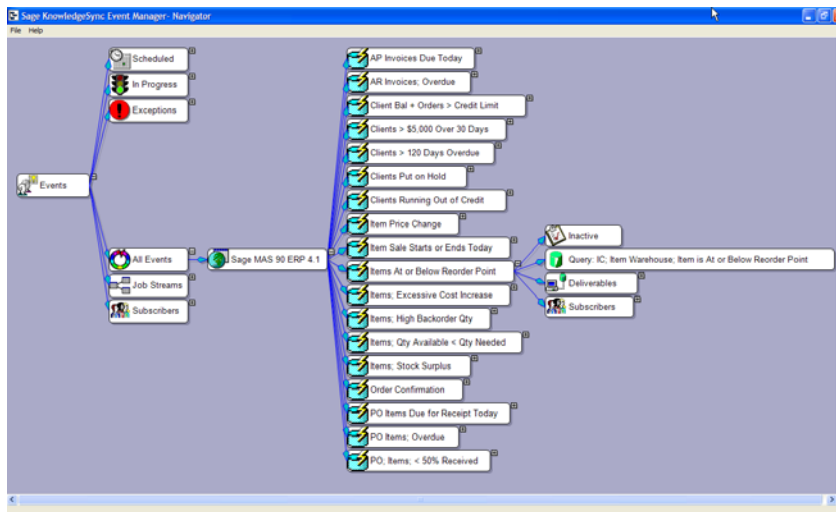 Sage KnowledgeSync Event Manager- Navigator
File Help
Scheduled
In Progress
Exceptions
Events
All Events
Job Streams
Subscribers
Sage MAS 90 ERP 4.1
AP Invoices Due Today
AR Invoices; Overdue
Client Bal + Orders > Credit Limit
Clients > $5,000 Over 30 Days
Clients > 120 Days Overdue
Clients Put on Hold
Clients Running Out of Credit
Item Price Change
Item Sale Starts or Ends Today
Items At or Below Reorder Point
Items; Excessive Cost Increase
Items; High Backorder Qty
Items; Qty Available < Qty Needed
Items; Stock Surplus
Order Confirmation
PO Items Due for Receipt Today
PO Items; Overdue
PO; Items; < 50% Received
Inactive
Query: IC; Item Warehouse; Item is At or Below Reorder Point
Deliverables
Subscribers